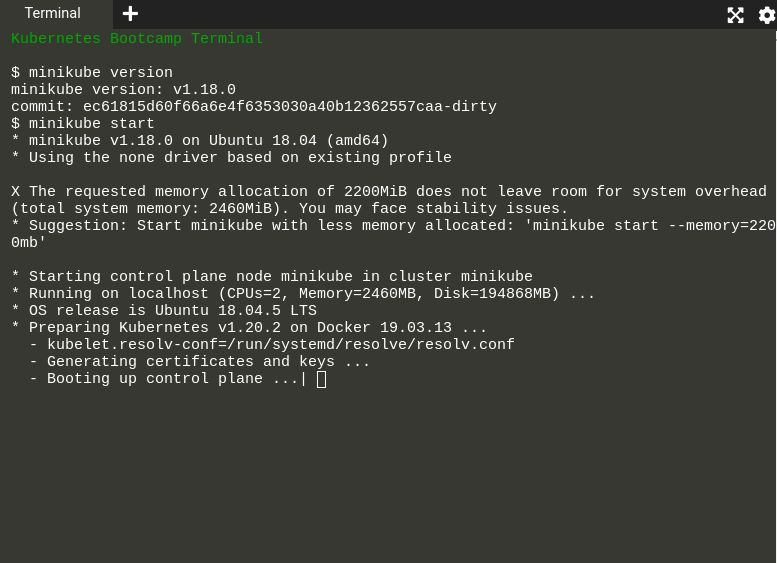 Terminal
Kubernetes Bootcamp Terminal
$ minikube version
minikube version: v1.18.0
commit: ec61815d60f66a6e4f6353030a40b12362557caa-dirty
$ minikube start
* minikube v1.18.0 on Ubuntu 18.04 (amd64)
* Using the none driver based on existing profile
X The requested memory allocation of 2200MiB does not leave room for system overhead
(total system memory: 2460MiB). You may face stability issues.
* Suggestion: Start minikube with less memory allocated: 'minikube start --memory=220
0mb'
* Starting control plane node minikube in cluster minikube
* Running on localhost (CPUs=2, Memory=2460MB, Disk=194868MB) ...
* OS release is Ubuntu 18.04.5 LTS
* Preparing Kubernetes v1.20.2 on Docker 19.03.13 ...
  - kubelet.resolv-conf=/run/systemd/resolve/resolv.conf
  - Generating certificates and keys ...
  - Booting up control plane ...|